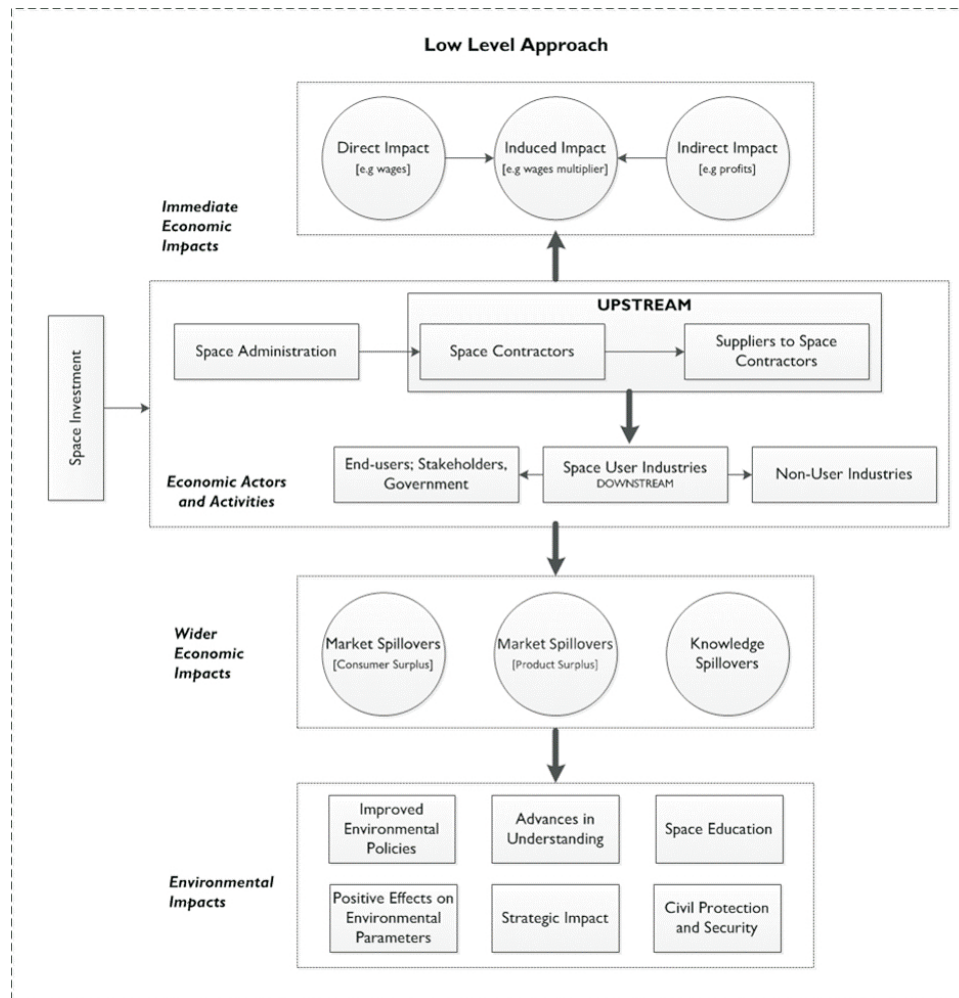 Low Level Approach
Direct Impact
[e.g wages]
Induced Impact
[e.g wages multiplier]
Indirect Impact
[e.g profits]
Immediate
Economic
Impacts
Space Investment
UPSTREAM
Space Administration
Space Contractors
Suppliers to Space
Contractors
End-users; Stakeholders,
Government
Space User Industries
DOWNSTREAM
Non-User Industries
Economic Actors
and Activities
Wider
Economic
Impacts
Market Spillovers
[Consumer Surplus]
Market Spillovers
[Product Surplus]
Knowledge
Spillovers
Improved
Environmental
Policies
Advances in
Understanding
Space Education
Environmental
Impacts
Positive Effects on
Environmental
Parameters
Strategic Impact
Civil Protection
and Security